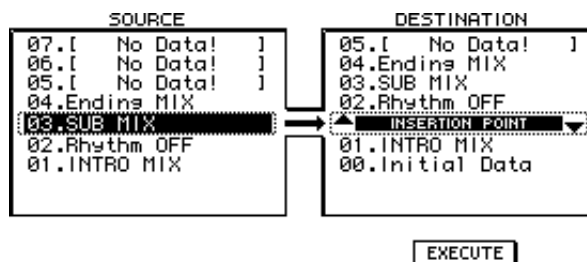 SOURCE
07.[ No Data! ]
06.[ No Data! ]
05.[ No Data! ]
04.Ending MIX
03.SUB MIX
02.Rhythm OFF
01.INTRO MIX
DESTINATION
05.[ No Data! ]
04.Ending MIX
03.SUB MIX
02.Rhythm OFF
INSERTION POINT
01.INTRO MIX
00.Initial Data
EXECUTE